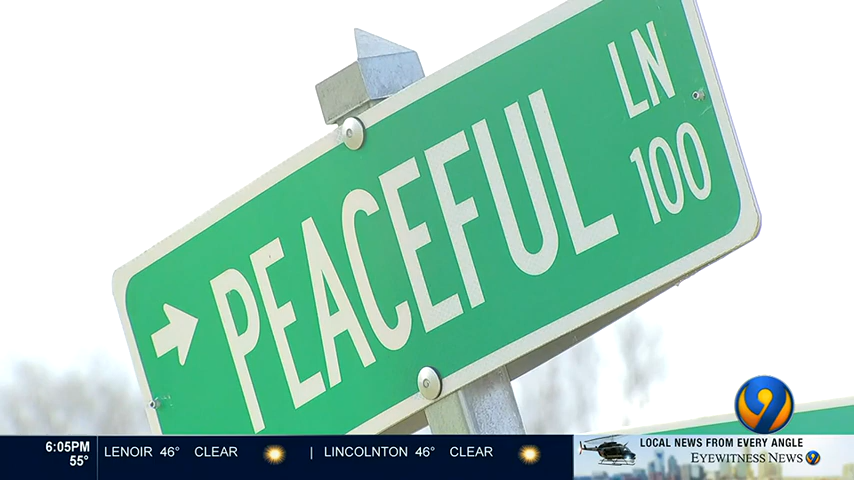 LN
PEACEFUL 100
6:05PM
55°
LENOIR 46° CLEAR | LINCOLNTON 46° CLEAR
9
LOCAL NEWS FROM EVERY ANGLE
EYEWITNESS NEWS 9